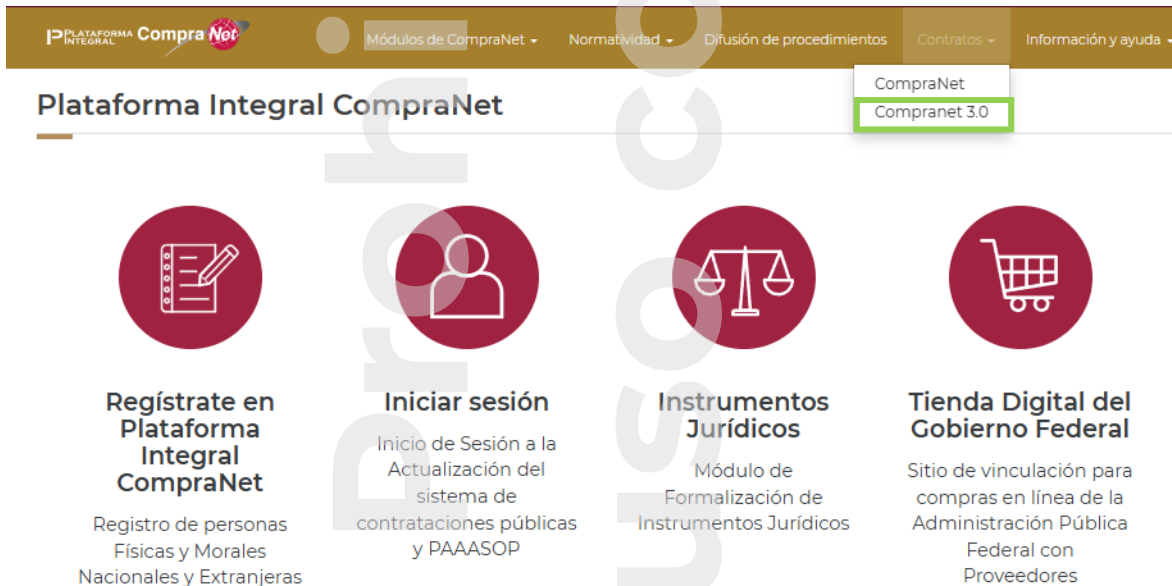 PLATAFORMA INTEGRAL CompraNet
Módulos de CompraNet
Normatividad
Difusión de procedimientos
Contratos
Información y ayuda
CompraNet
Compranet 3.0
Plataforma Integral CompraNet
Regístrate en
Plataforma
Integral
CompraNet
Registro de personas
Físicas y Morales
Nacionales y Extranjeras
Iniciar sesión
Inicio de Sesión a la
Actualización del
sistema de
contrataciones públicas
y PAAASOP
Instrumentos
Jurídicos
Módulo de
Formalización de
Instrumentos Jurídicos
Tienda Digital del
Gobierno Federal
Sitio de vinculación para
compras en línea de la
Administración Pública
Federal con
Proveedores
Proh
uso c